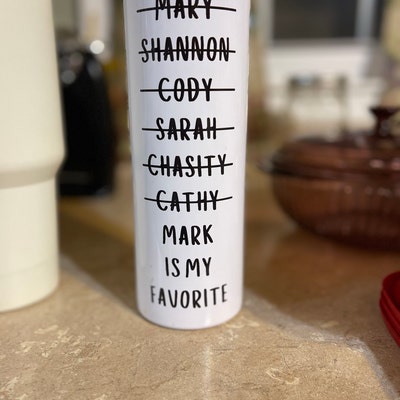 MARY
SHANNON
CODY
SARAH
CHASITY
CATHY
MARK
IS MY
FAVORITE